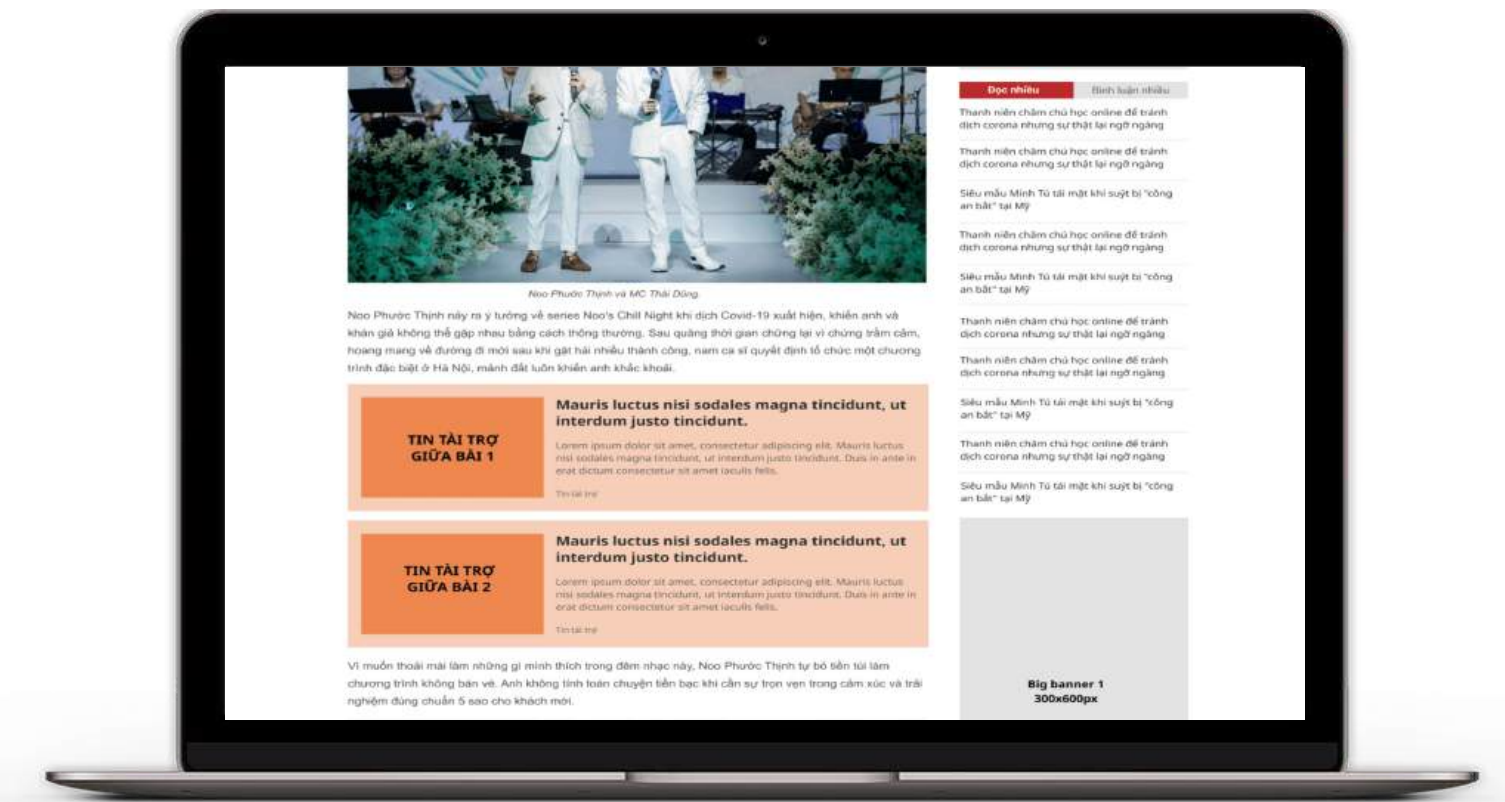 Noo Phước Thịnh và MC Thái Dũng.
Noo Phước Thịnh nảy ra ý tưởng về series Noo's Chill Night khi dịch Covid-19 xuất hiện, khiến anh và
khán giả không thể gặp nhau bằng cách thông thường. Sau quãng thời gian chững lại vì chứng trầm cảm,
hoang mang về đường đi mới sau khi gặt hái nhiều thành công, nam ca sĩ quyết định tổ chức một chương
trình đặc biệt ở Hà Nội, mảnh đất luôn khiến anh khắc khoải.
TIN TÀI TRỢ
GIỮA BÀI 1
Mauris luctus nisi sodales magna tincidunt, ut
interdum justo tincidunt.
Lorem ipsum dolor sit amet, consectetur adipiscing elit. Mauris luctus
nisi sodales magna tincidunt, ut interdum justo tincidunt. Duis in ante in
erat dictum consectetur sit amet iaculis felis.
Tin tài trợ
TIN TÀI TRỢ
GIỮA BÀI 2
Mauris luctus nisi sodales magna tincidunt, ut
interdum justo tincidunt.
Lorem ipsum dolor sit amet, consectetur adipiscing elit. Mauris luctus
nisi sodales magna tincidunt, ut interdum justo tincidunt. Duis in ante in
erat dictum consectetur sit amet iaculis felis.
Tin tài trợ
Vì muốn thoải mái làm những gì mình thích trong đêm nhạc này, Noo Phước Thịnh tự bỏ tiền túi làm
chương trình không bán vé. Anh không tính toán chuyện tiền bạc khi cần sự trọn vẹn trong cảm xúc và trải
nghiệm đúng chuẩn 5 sao cho khách mời.
Đọc nhiều
Bình luận nhiều
Thanh niên chăm chú học online để tránh
dịch corona nhưng sự thật lại ngỡ ngàng
Thanh niên chăm chú học online để tránh
dịch corona nhưng sự thật lại ngỡ ngàng
Siêu mẫu Minh Tú tái mặt khi suýt bị "công
an bắt" tại Mỹ
Thanh niên chăm chú học online để tránh
dịch corona nhưng sự thật lại ngỡ ngàng
Siêu mẫu Minh Tú tái mặt khi suýt bị "công
an bắt" tại Mỹ
Thanh niên chăm chú học online để tránh
dịch corona nhưng sự thật lại ngỡ ngàng
Thanh niên chăm chú học online để tránh
dịch corona nhưng sự thật lại ngỡ ngàng
Siêu mẫu Minh Tú tái mặt khi suýt bị "công
an bắt" tại Mỹ
Thanh niên chăm chú học online để tránh
dịch corona nhưng sự thật lại ngỡ ngàng
Siêu mẫu Minh Tú tái mặt khi suýt bị "công
an bắt" tại Mỹ
Big banner 1
300x600px